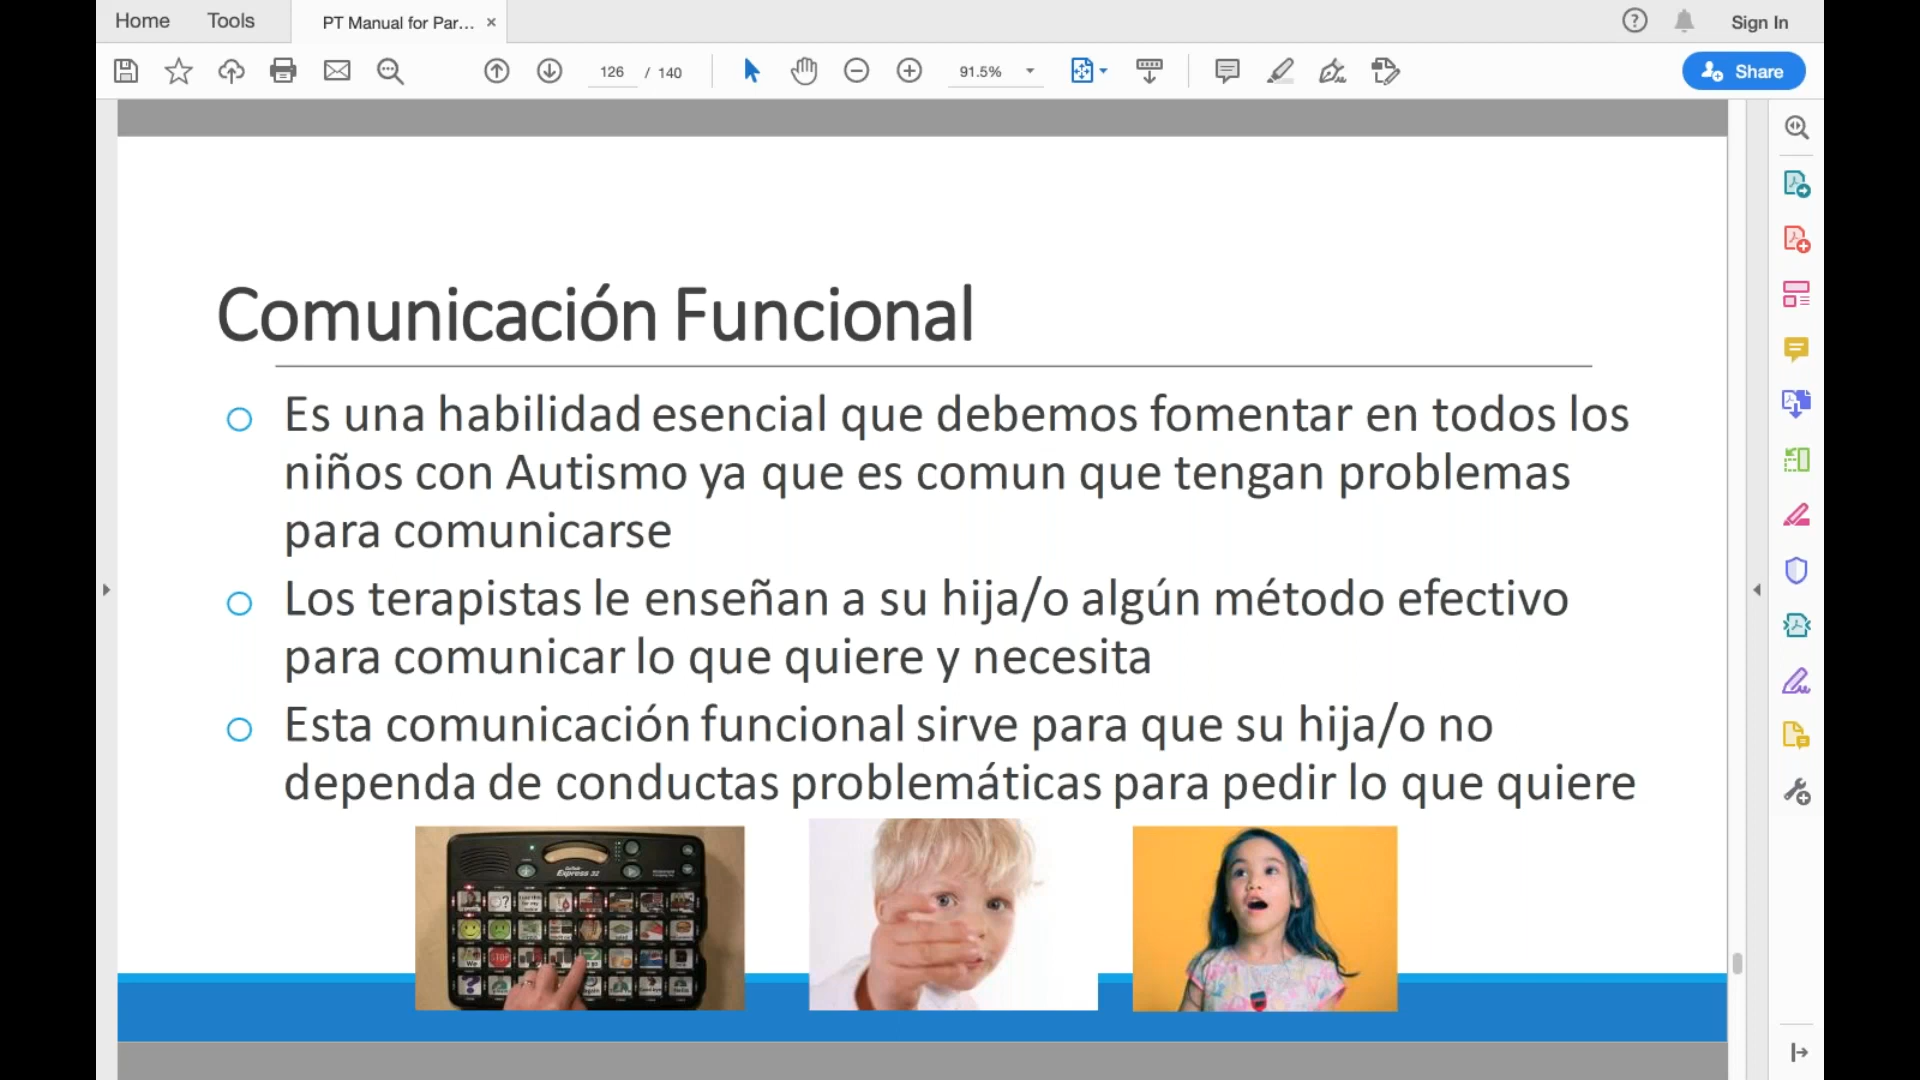 Home Tools PT Manual for Par... ×
Sign In
126 / 140 91.5%
Share
Comunicación Funcional
Es una habilidad esencial que debemos fomentar en todos los
niños con Autismo ya que es comun que tengan problemas
para comunicarse
Los terapistas le enseñan a su hija/o algún método efectivo
para comunicar lo que quiere y necesita
Esta comunicación funcional sirve para que su hija/o no
dependa de conductas problemáticas para pedir lo que quiere
Express 32
STOP